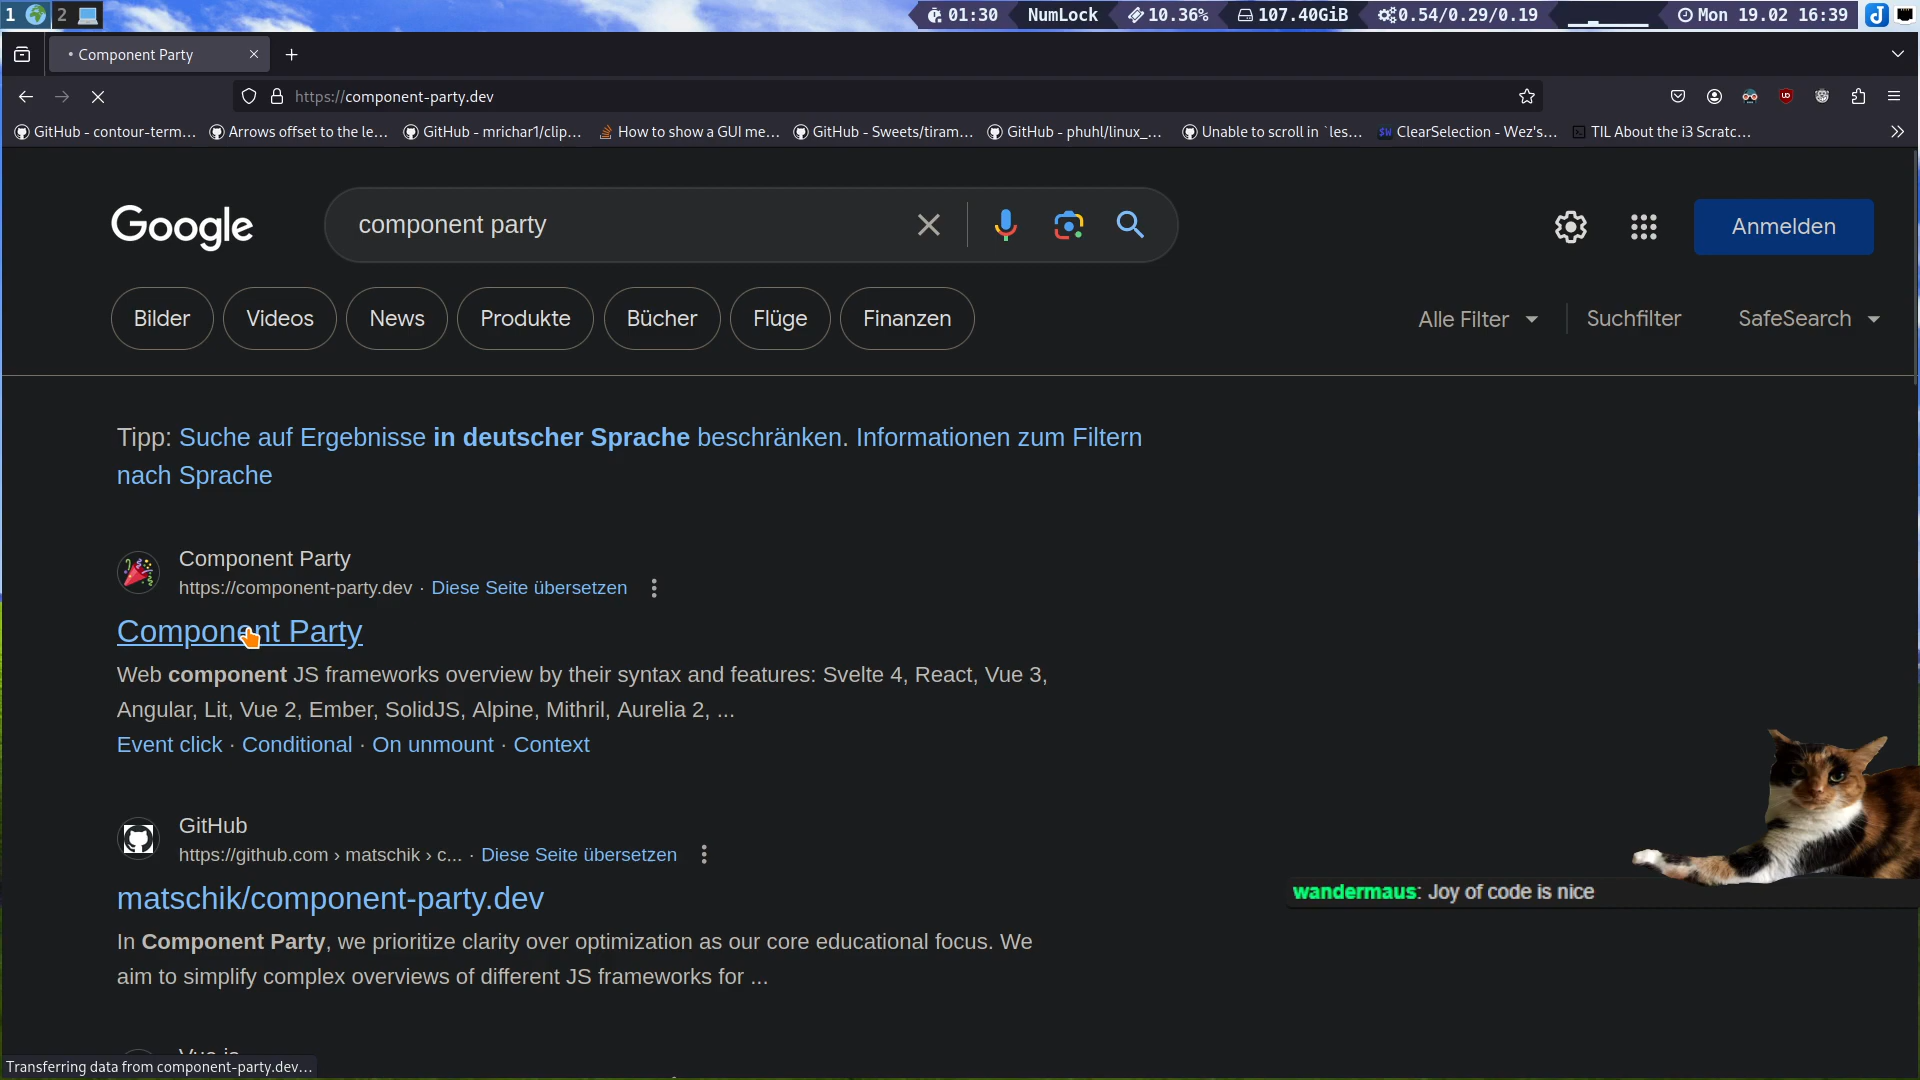 1 2 01:30 NumLock 10.36% 107.40GiB 0.54/0.29/0.19 Mon 19.02 16:39
Component Party
https://component-party.dev
GitHub - contour-term... Arrows offset to the le... GitHub - mrichar1/clip... How to show a GUI me... GitHub - Sweets/tiram... GitHub - phuhl/linux_... Unable to scroll in `les... ClearSelection - Wez's... TIL About the i3 Scratc...
Google component party Anmelden
Bilder Videos News Produkte Bücher Flüge Finanzen Alle Filter Suchfilter SafeSearch
Tipp: Suche auf Ergebnisse in deutscher Sprache beschränken. Informationen zum Filtern
nach Sprache
Component Party
https://component-party.dev · Diese Seite übersetzen
Component Party
Web component JS frameworks overview by their syntax and features: Svelte 4, React, Vue 3,
Angular, Lit, Vue 2, Ember, SolidJS, Alpine, Mithril, Aurelia 2, ...
Event click · Conditional · On unmount · Context
GitHub
https://github.com › matschik › c... · Diese Seite übersetzen
matschik/component-party.dev
wandermaus: Joy of code is nice
In Component Party, we prioritize clarity over optimization as our core educational focus. We
aim to simplify complex overviews of different JS frameworks for ...
Transferring data from component-party.dev...